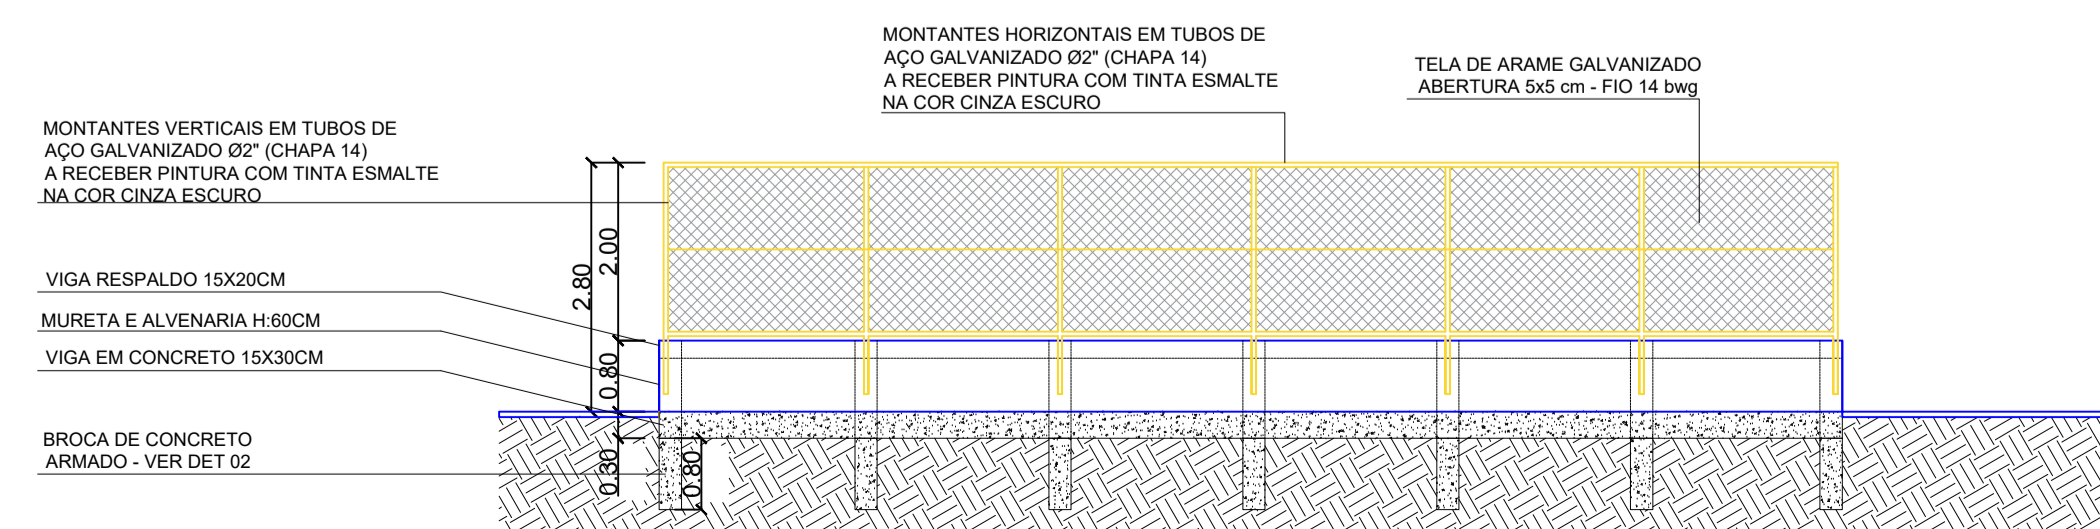 MONTANTES HORIZONTAIS EM TUBOS DE
AÇO GALVANIZADO Ø2" (CHAPA 14)
A RECEBER PINTURA COM TINTA ESMALTE
NA COR CINZA ESCURO
TELA DE ARAME GALVANIZADO
ABERTURA 5x5 cm - FIO 14 bwg
MONTANTES VERTICAIS EM TUBOS DE
AÇO GALVANIZADO Ø2" (CHAPA 14)
A RECEBER PINTURA COM TINTA ESMALTE
NA COR CINZA ESCURO
2.80
2.00
0.80
0.30
0.80
VIGA RESPALDO 15X20CM
MURETA E ALVENARIA H:60CM
VIGA EM CONCRETO 15X30CM
BROCA DE CONCRETO
ARMADO - VER DET 02